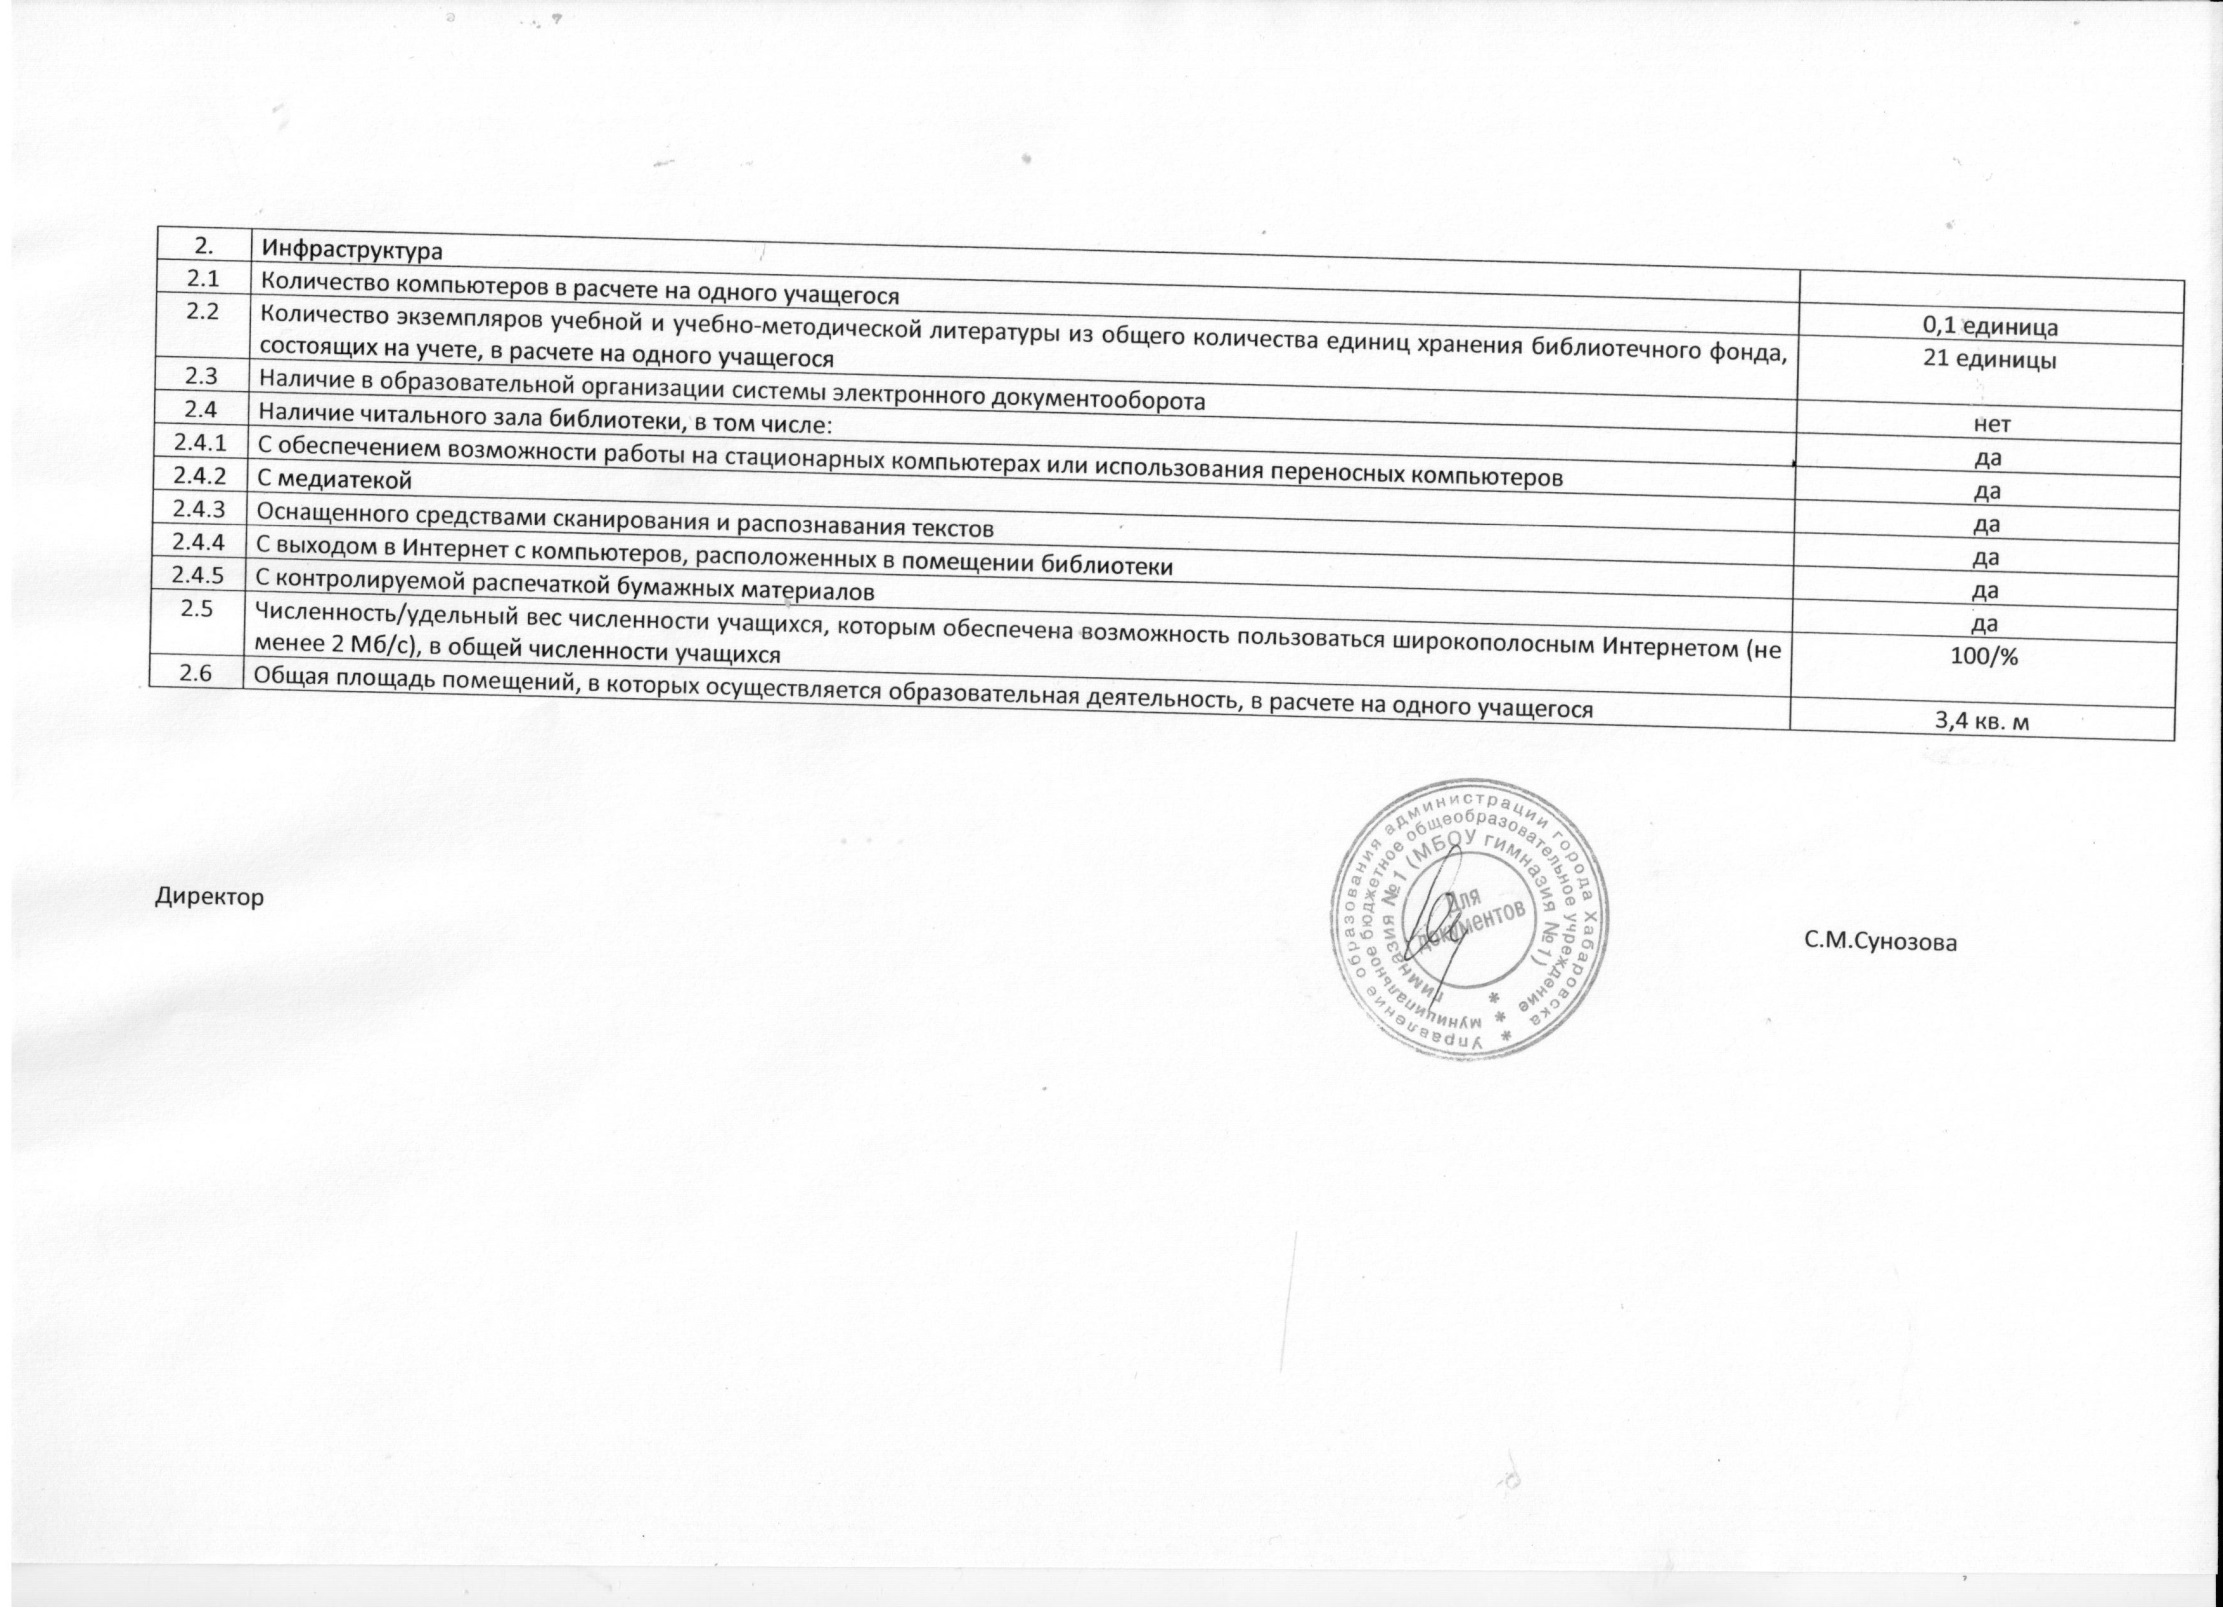 2. Инфраструктура
2.1 Количество компьютеров в расчете на одного учащегося 0,1 единица
2.2 Количество экземпляров учебной и учебно-методической литературы из общего количества единиц хранения библиотечного фонда, 21 единицы
состоящих на учете, в расчете на одного учащегося
2.3 Наличие в образовательной организации системы электронного документооборота нет
2.4 Наличие читального зала библиотеки, в том числе: да
2.4.1 С обеспечением возможности работы на стационарных компьютерах или использования переносных компьютеров да
2.4.2 С медиатекой да
2.4.3 Оснащенного средствами сканирования и распознавания текстов да
2.4.4 С выходом в Интернет с компьютеров, расположенных в помещении библиотеки да
2.4.5 С контролируемой распечаткой бумажных материалов да
2.5 Численность/удельный вес численности учащихся, которым обеспечена возможность пользоваться широкополосным Интернетом (не 100/%
менее 2 Мб/с), в общей численности учащихся
2.6 Общая площадь помещений, в которых осуществляется образовательная деятельность, в расчете на одного учащегося 3,4 кв. м
Директор
Управление образования администрации города Хабаровска *
муниципальное бюджетное общеобразовательное учреждение *
гимназия №1 (МБОУ гимназия №1) *
Для
документов
С.М.Сунозова